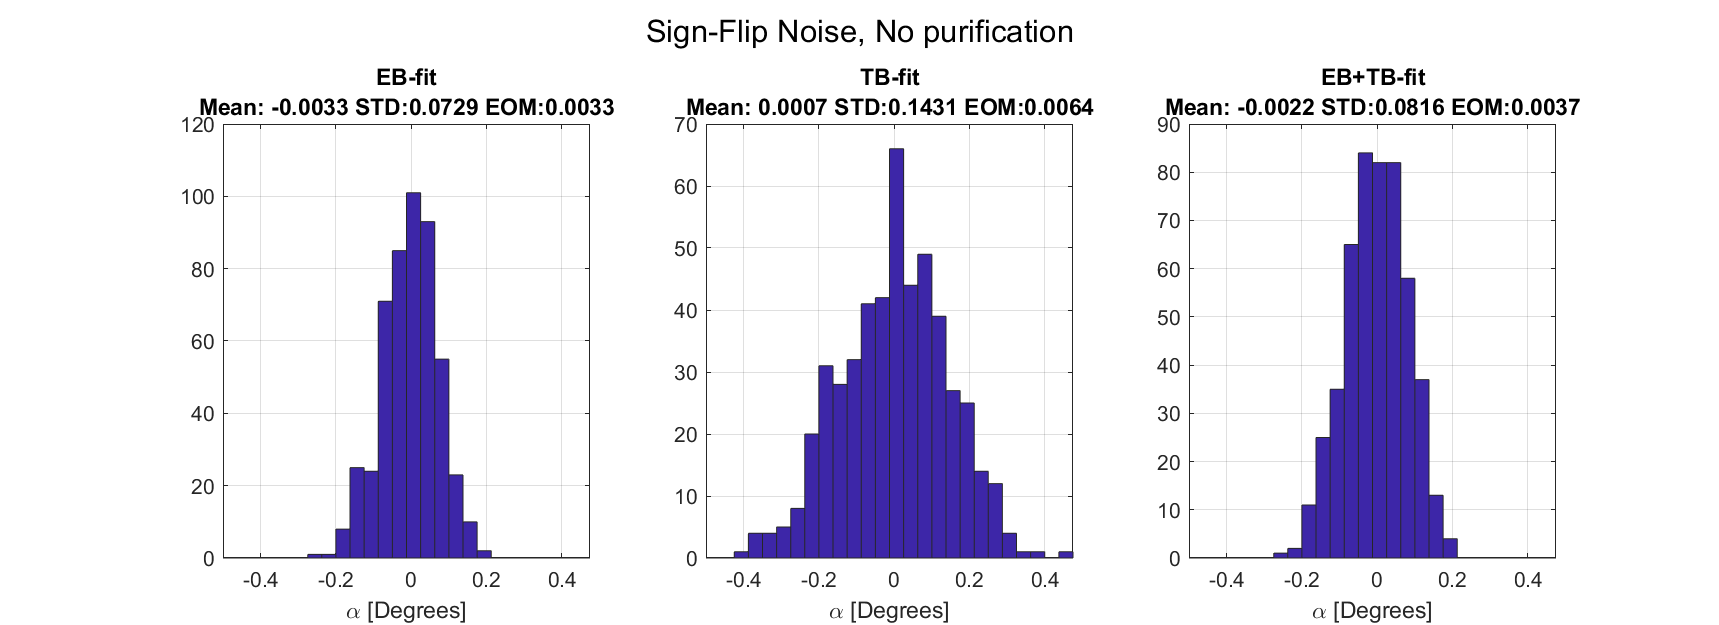 Sign-Flip Noise, No purification
EB-fit
Mean: -0.0033 STD:0.0729 EOM:0.0033
120
100
80
60
40
20
0
-0.4 -0.2 0 0.2 0.4
α [Degrees]
TB-fit
Mean: 0.0007 STD:0.1431 EOM:0.0064
70
60
50
40
30
20
10
0
-0.4 -0.2 0 0.2 0.4
α [Degrees]
EB+TB-fit
Mean: -0.0022 STD:0.0816 EOM:0.0037
90
80
70
60
50
40
30
20
10
0
-0.4 -0.2 0 0.2 0.4
α [Degrees]